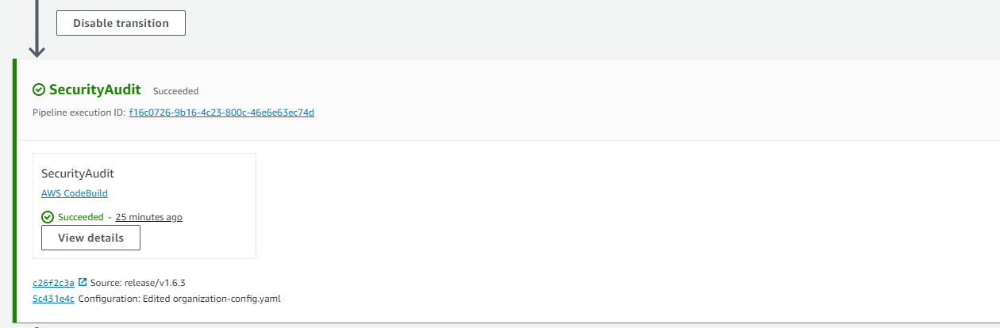 Disable transition
SecurityAudit Succeeded
Pipeline execution ID: f16c0726-9b16-4c23-800c-46e6e63ec74d
SecurityAudit
AWS CodeBuild
Succeeded - 25 minutes ago
View details
c26f2c3a Source: release/v1.6.3
5c431e4c Configuration: Edited organization-config.yaml